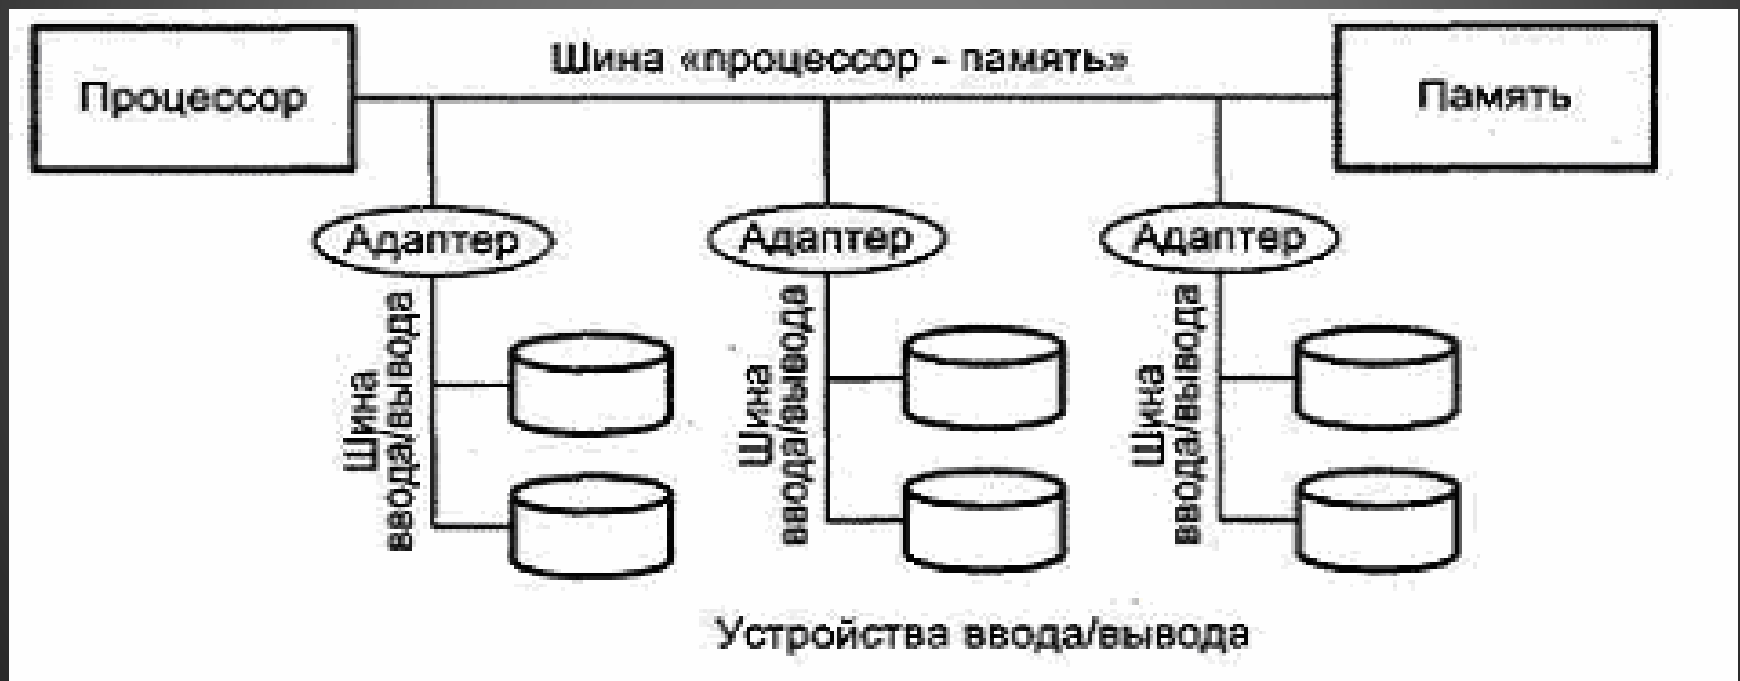 Шина «процессор - память»
Процессор
Память
Адаптер
Адаптер
Адаптер
Шина
ввода/вывода
Шина
ввода/вывода
Шина
ввода/вывода
Устройства ввода/вывода